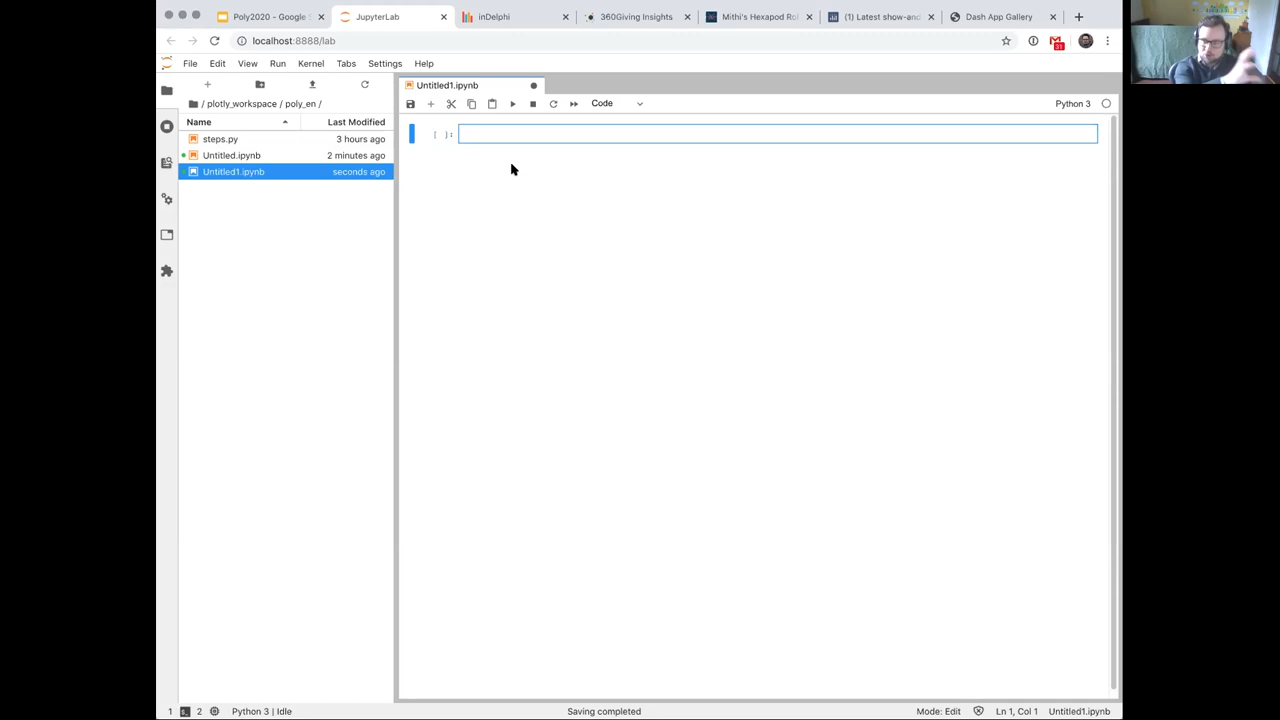 Poly2020 - Google S
JupyterLab
inDelphi
360Giving Insights
Mithi's Hexapod Ro
(1) Latest show-and
Dash App Gallery
localhost:8888/lab
31
File Edit View Run Kernel Tabs Settings Help
Untitled1.ipynb
/ plotly_workspace / poly_en /
Code
Python 3
Name
Last Modified
[ ]:
steps.py
3 hours ago
Untitled.ipynb
2 minutes ago
Untitled1.ipynb
seconds ago
1
2
Python 3 | Idle
Saving completed
Mode: Edit
Ln 1, Col 1
Untitled1.ipynb